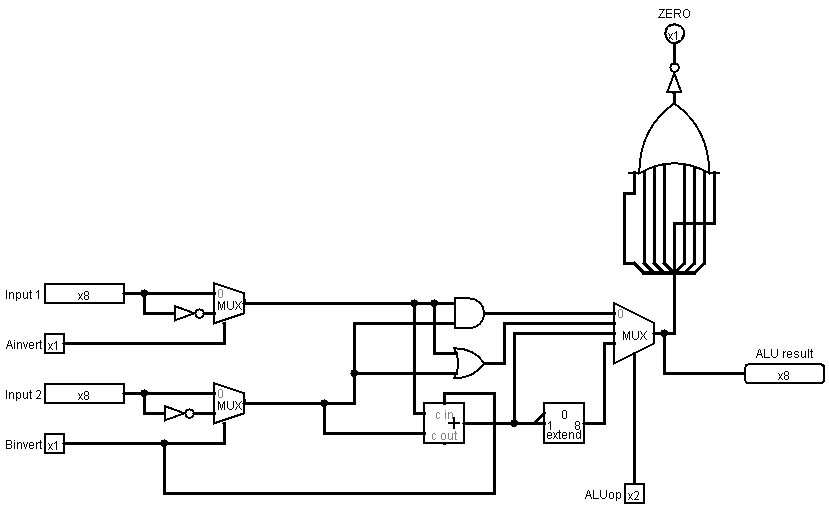 ZERO
x1
Input 1
x8
0
MUX
Ainvert
x1
0
MUX
ALU result
x8
Input 2
x8
0
MUX
c in
+
c out
0
1 8
extend
Binvert
x1
ALUop
x2